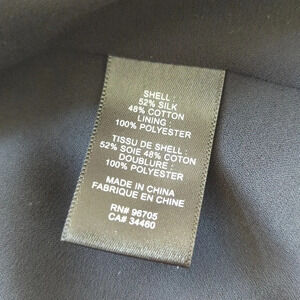 SHELL :
52% SILK
48% COTTON
LINING :
100% POLYESTER
TISSU DE SHELL :
52% SOIE 48% COTON
DOUBLURE :
100% POLYESTER
MADE IN CHINA
FABRIQUE EN CHINE
RN# 96705
CA# 34460